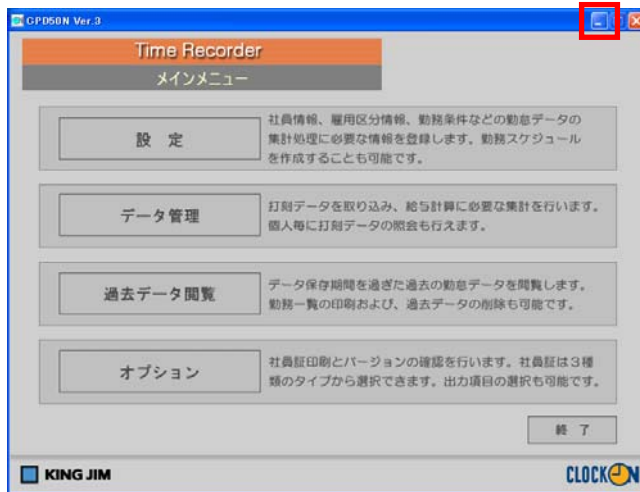 CPD50N Ver.3
Time Recorder
メインメニュー
設 定
社員情報、雇用区分情報、勤務条件などの勤怠データの
集計処理に必要な情報を登録します。勤務スケジュール
を作成することも可能です。
データ管理
打刻データを取り込み、給与計算に必要な集計を行います。
個人毎に打刻データの照会も行えます。
過去データ閲覧
データ保存期間を過ぎた過去の勤怠データを閲覧します。
勤務一覧の印刷および、過去データの削除も可能です。
オプション
社員証印刷とバージョンの確認を行います。社員証は3種
類のタイプから選択できます。出力項目の選択も可能です。
終 了
KING JIM
CLOCK ON